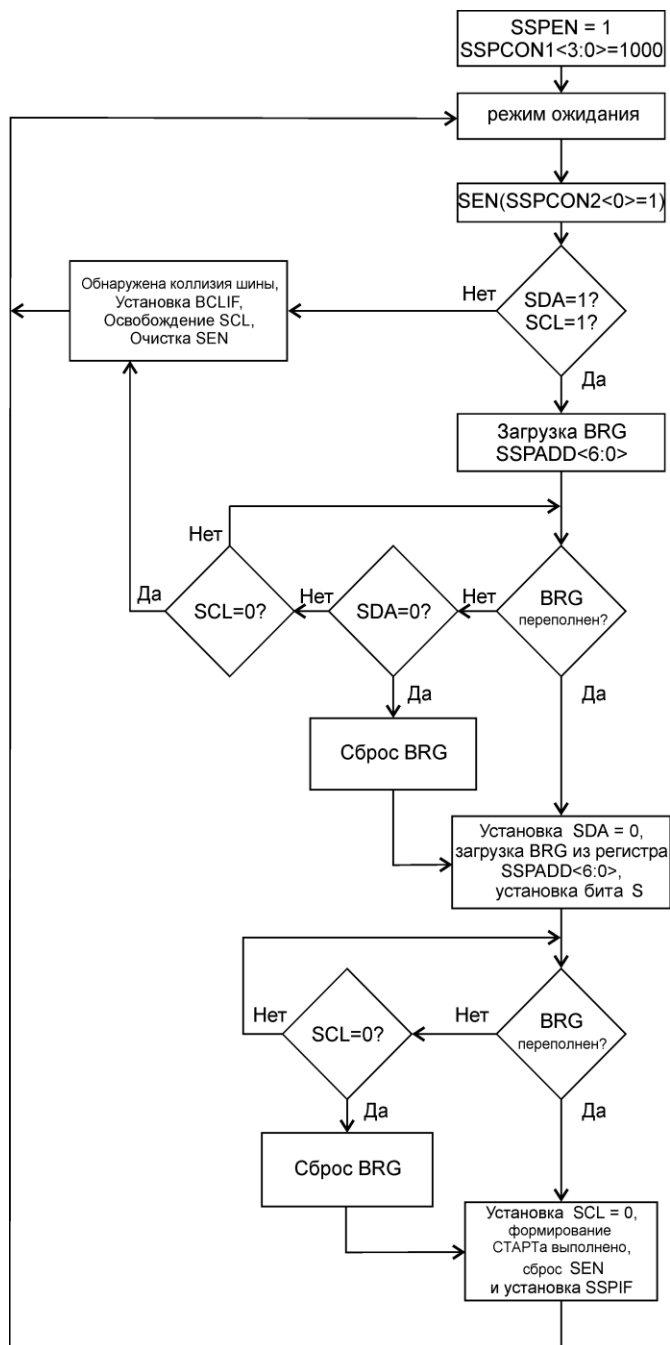 SSPEN = 1
SSPCON1<3:0>=1000
режим ожидания
SEN(SSPCON2<0>=1)
Обнаружена коллизия шины,
Установка BCLIF,
Освобождение SCL,
Очистка SEN
Нет
SDA=1?
SCL=1?
Да
Загрузка BRG
SSPADD<6:0>
Нет
Да
SCL=0?
Нет
SDA=0?
Нет
BRG
переполнен?
Да
Да
Сброс BRG
Установка SDA = 0,
загрузка BRG из регистра
SSPADD<6:0>,
установка бита S
Нет
SCL=0?
Нет
BRG
переполнен?
Да
Да
Сброс BRG
Установка SCL = 0,
формирование
СТАРТа выполнено,
сброс SEN
и установка SSPIF